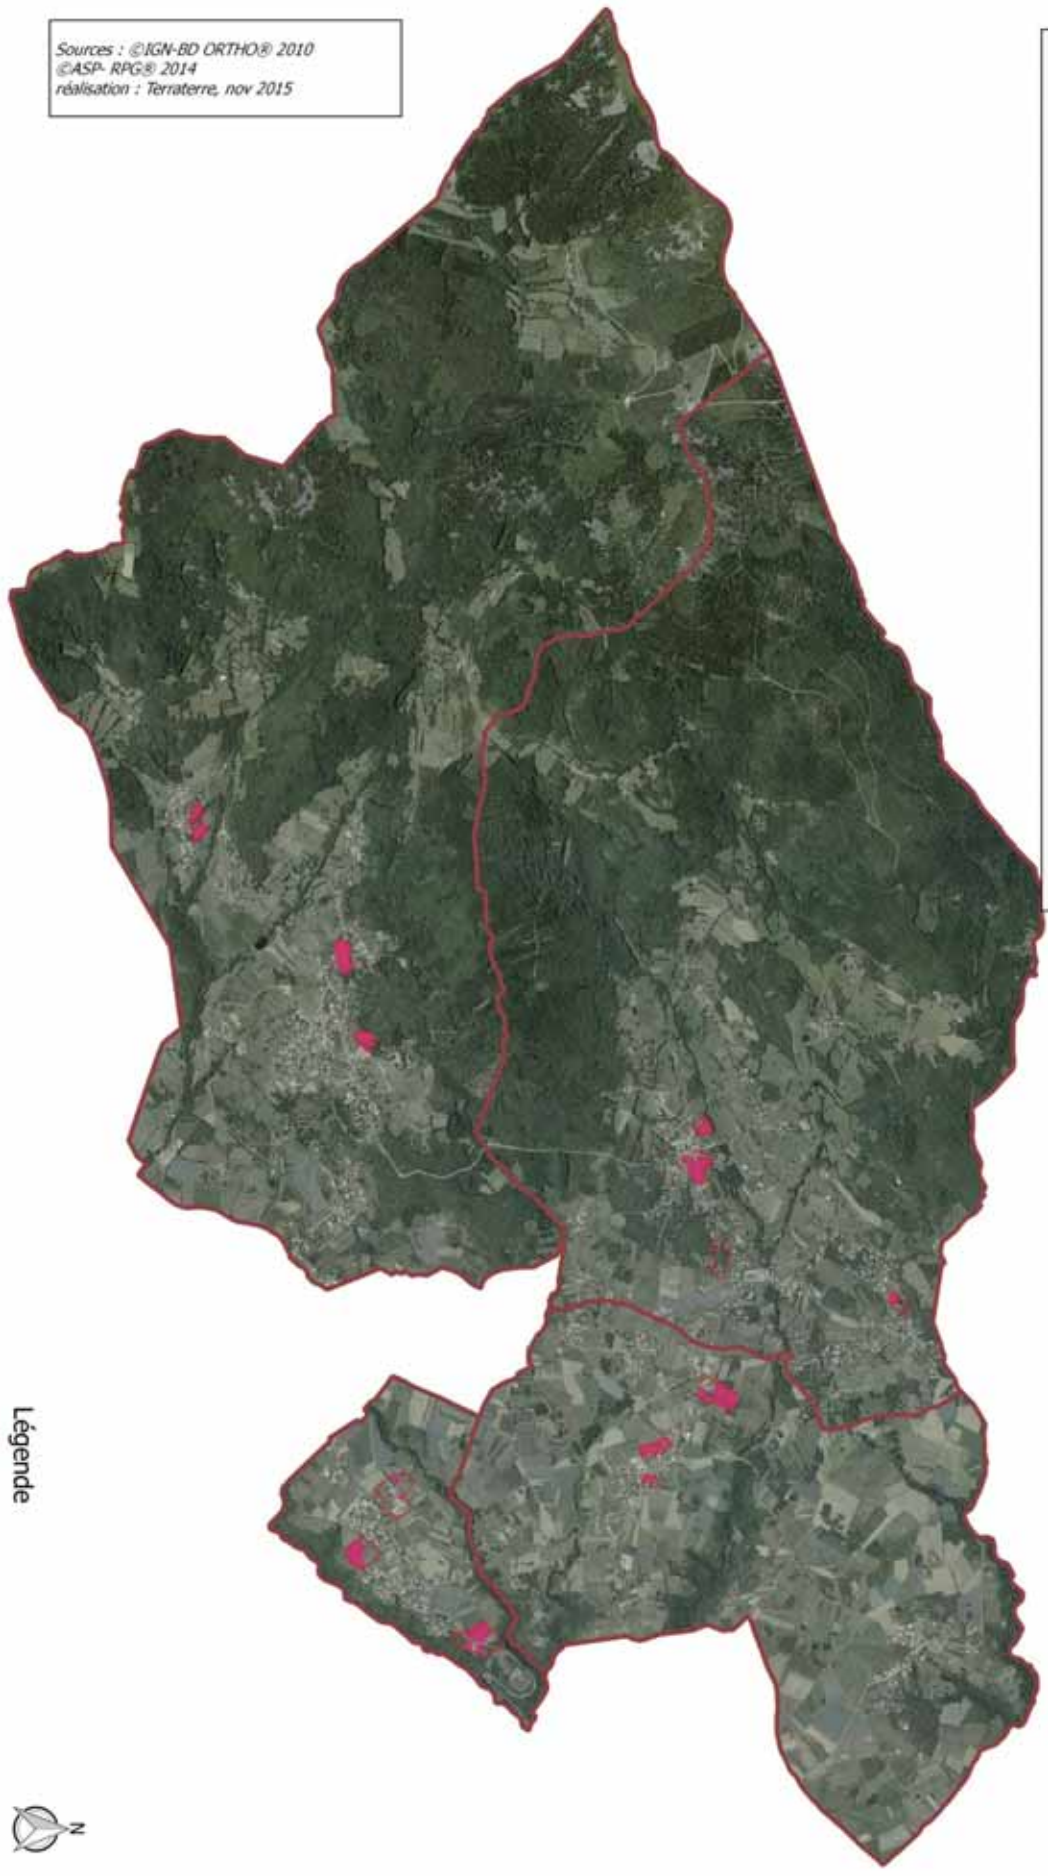 Sources : ©IGN-BD ORTHO® 2010
©ASP- RPG® 2014
réalisation : Terraterre, nov 2015
Légende
N